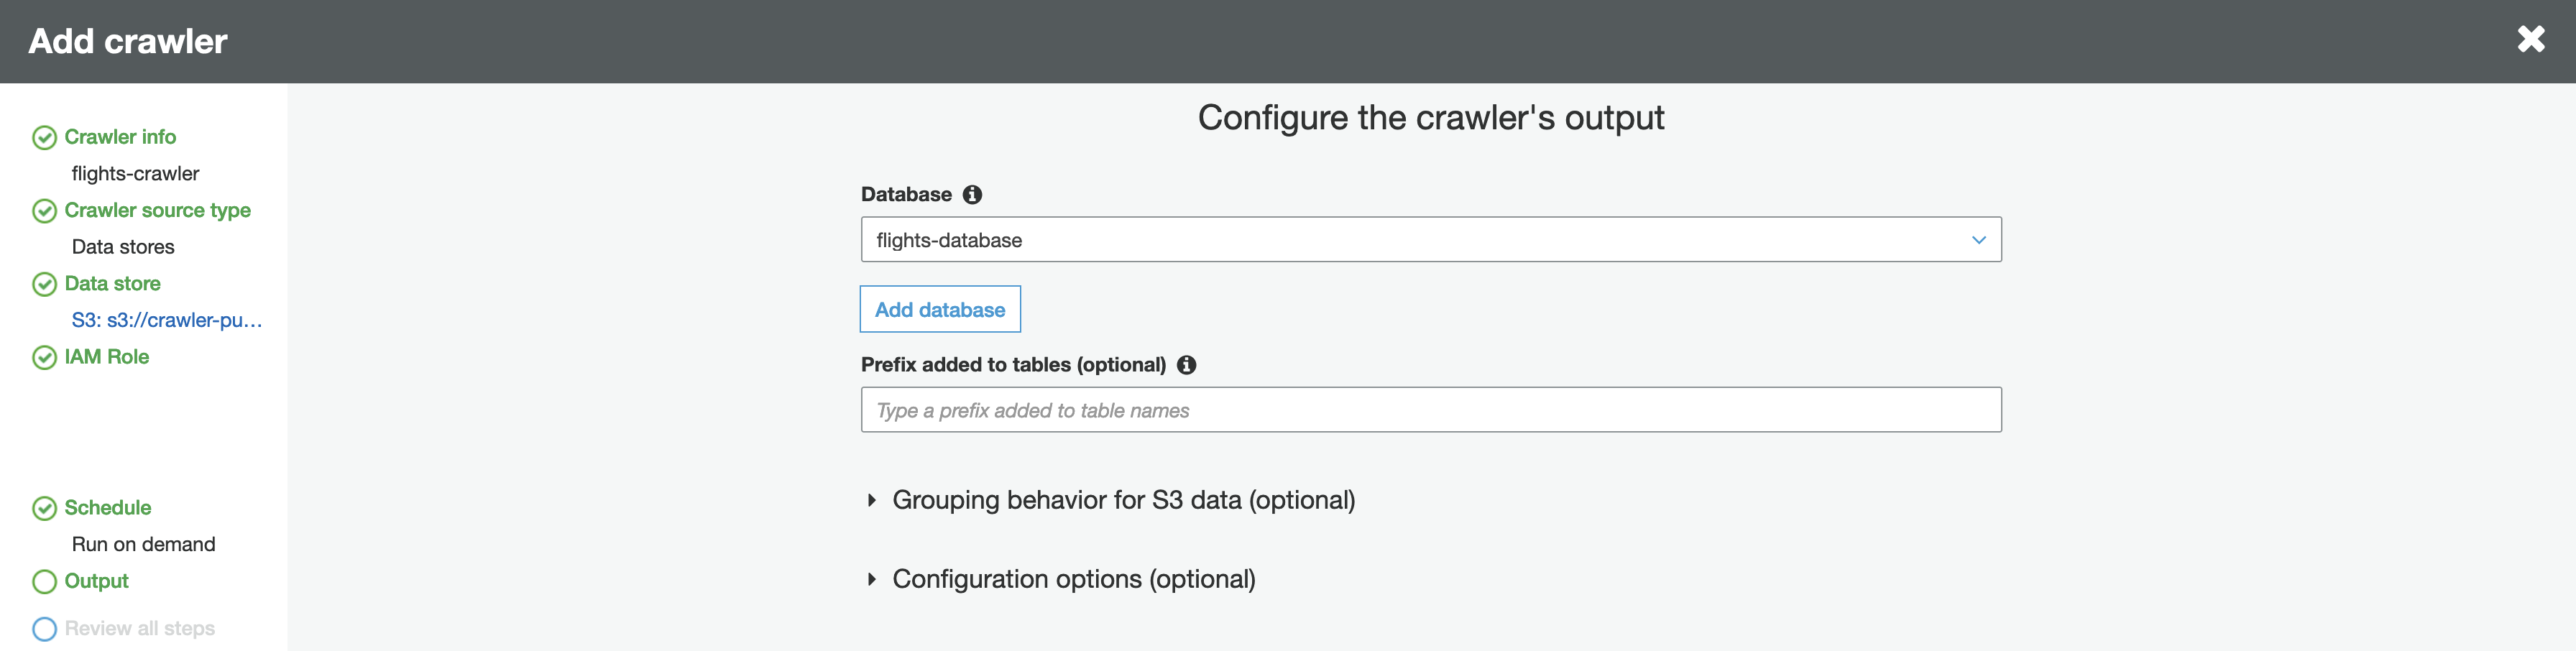 Add crawler
Crawler info
flights-crawler
Crawler source type
Data stores
Data store
S3: s3://crawler-pu...
IAM Role
Schedule
Run on demand
Output
Review all steps
Configure the crawler's output
Database
flights-database
Add database
Prefix added to tables (optional)
Type a prefix added to table names
Grouping behavior for S3 data (optional)
Configuration options (optional)